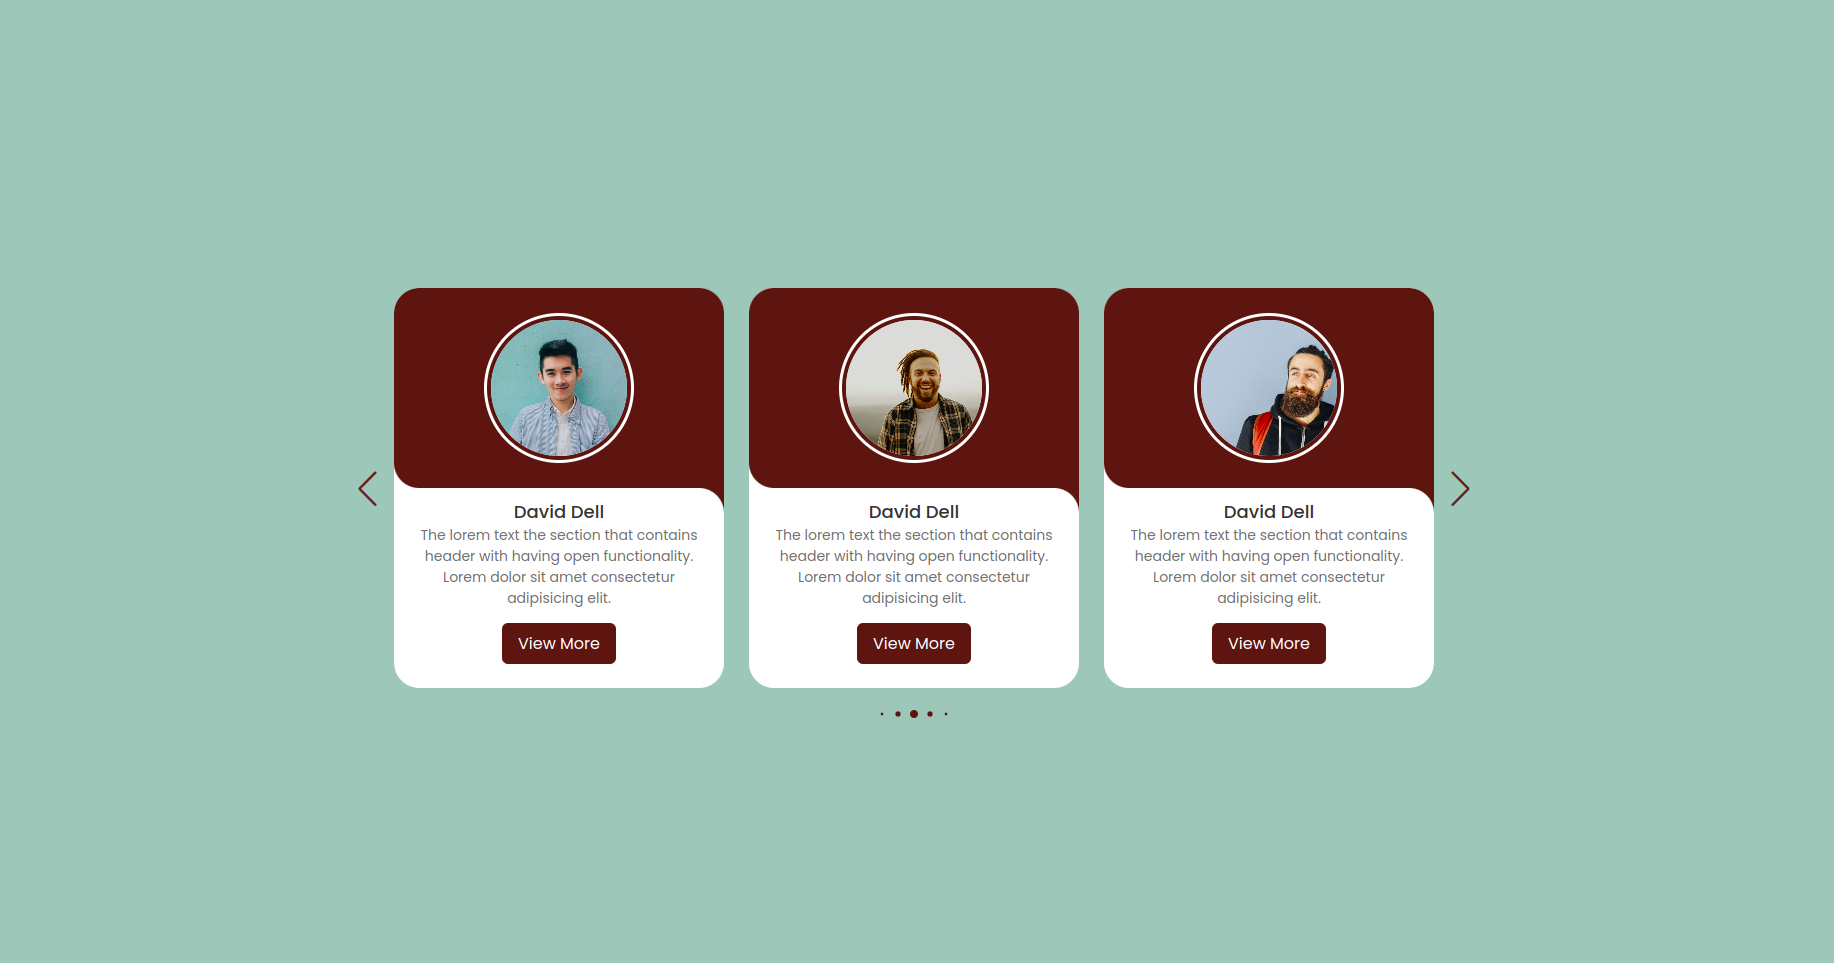 David Dell
The lorem text the section that contains
header with having open functionality.
Lorem dolor sit amet consectetur
adipisicing elit.
View More
David Dell
The lorem text the section that contains
header with having open functionality.
Lorem dolor sit amet consectetur
adipisicing elit.
View More
David Dell
The lorem text the section that contains
header with having open functionality.
Lorem dolor sit amet consectetur
adipisicing elit.
View More